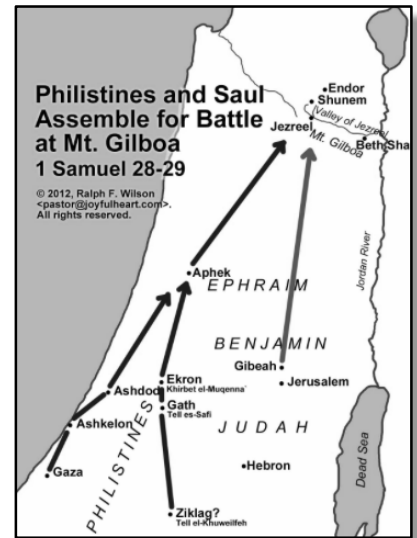 Philistines and Saul
Assemble for Battle
at Mt. Gilboa
1 Samuel 28-29
© 2012, Ralph F. Wilson
<pastor@joyfulheart.com>.
All rights reserved.
Endor
Shunem
Jezreel
Valley of Jezreel
Mt. Gilboa
Beth Sha
Jordan River
Aphek
EPHRAIM
BENJAMIN
Gibeah
Jerusalem
Ekron
Khirbet el-Muqenna`
Ashdod
Gath
Tell es-Safi
Ashkelon
PHILISTINES
JUDAH
Gaza
Hebron
Dead Sea
Ziklag?
Tell el-Khuweilfeh